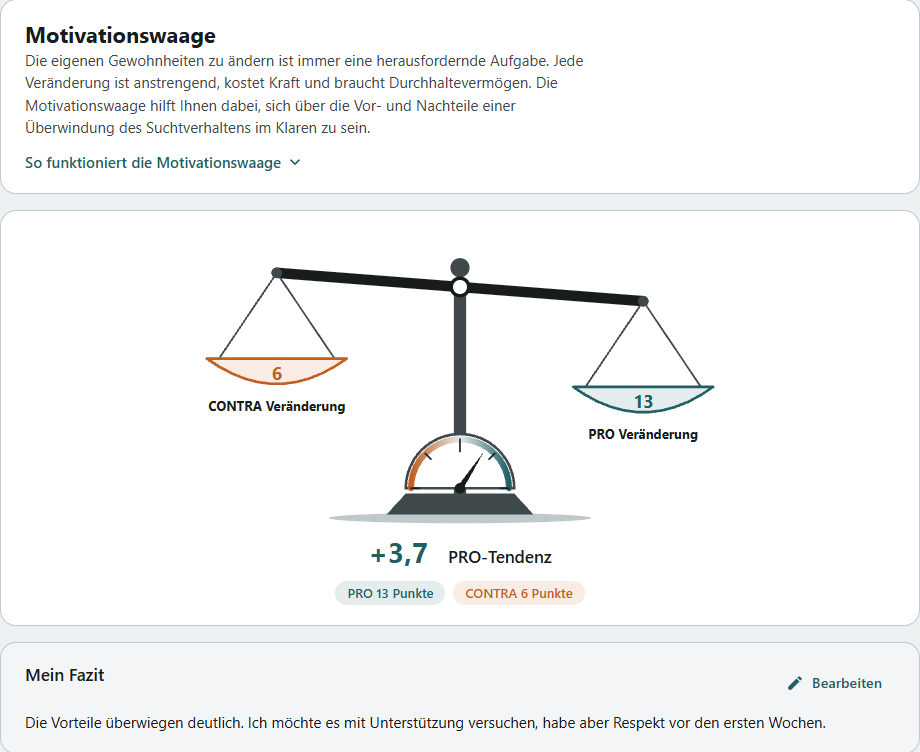 Motivationswaage
Die eigenen Gewohnheiten zu ändern ist immer eine herausfordernde Aufgabe. Jede
Veränderung ist anstrengend, kostet Kraft und braucht Durchhaltevermögen. Die
Motivationswaage hilft Ihnen dabei, sich über die Vor- und Nachteile einer
Überwindung des Suchtverhaltens im Klaren zu sein.
So funktioniert die Motivationswaage
6
CONTRA Veränderung
13
PRO Veränderung
+3,7 PRO-Tendenz
PRO 13 Punkte CONTRA 6 Punkte
Mein Fazit
Bearbeiten
Die Vorteile überwiegen deutlich. Ich möchte es mit Unterstützung versuchen, habe aber Respekt vor den ersten Wochen.